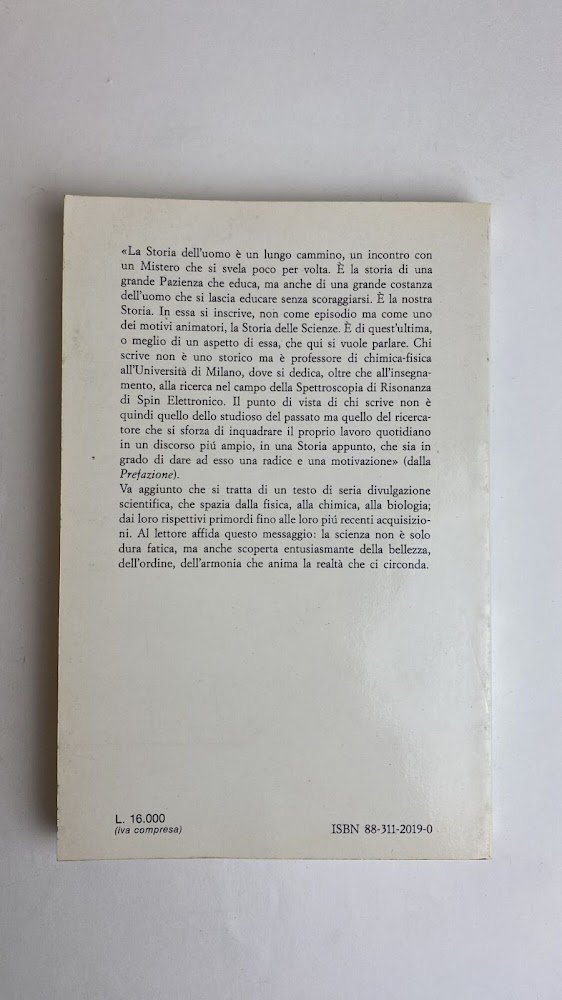 «La Storia dell'uomo è un lungo cammino, un incontro con
un Mistero che si svela poco per volta. È la storia di una
grande Pazienza che educa, ma anche di una grande costanza
dell'uomo che si lascia educare senza scoraggiarsi. È la nostra
Storia. In essa si inscrive, non come episodio ma come uno
dei motivi animatori, la Storia delle Scienze. È di quest'ultima,
o meglio di un aspetto di essa, che qui si vuole parlare. Chi
scrive non è uno storico ma è professore di chimica-fisica
all'Università di Milano, dove si dedica, oltre che all'insegna-
mento, alla ricerca nel campo della Spettroscopia di Risonanza
di Spin Elettronico. Il punto di vista di chi scrive non è
quindi quello dello studioso del passato ma quello del ricerca-
tore che si sforza di inquadrare il proprio lavoro quotidiano
in un discorso piú ampio, in una Storia appunto, che sia in
grado di dare ad esso una radice e una motivazione» (dalla
Prefazione).
Va aggiunto che si tratta di un testo di seria divulgazione
scientifica, che spazia dalla fisica, alla chimica, alla biologia;
dai loro rispettivi primordi fino alle loro piú recenti acquisizio-
ni. Al lettore affida questo messaggio: la scienza non è solo
dura fatica, ma anche scoperta entusiasmante della bellezza,
dell'ordine, dell'armonia che anima la realtà che ci circonda.
L. 16.000
(iva compresa)
ISBN 88-311-2019-0